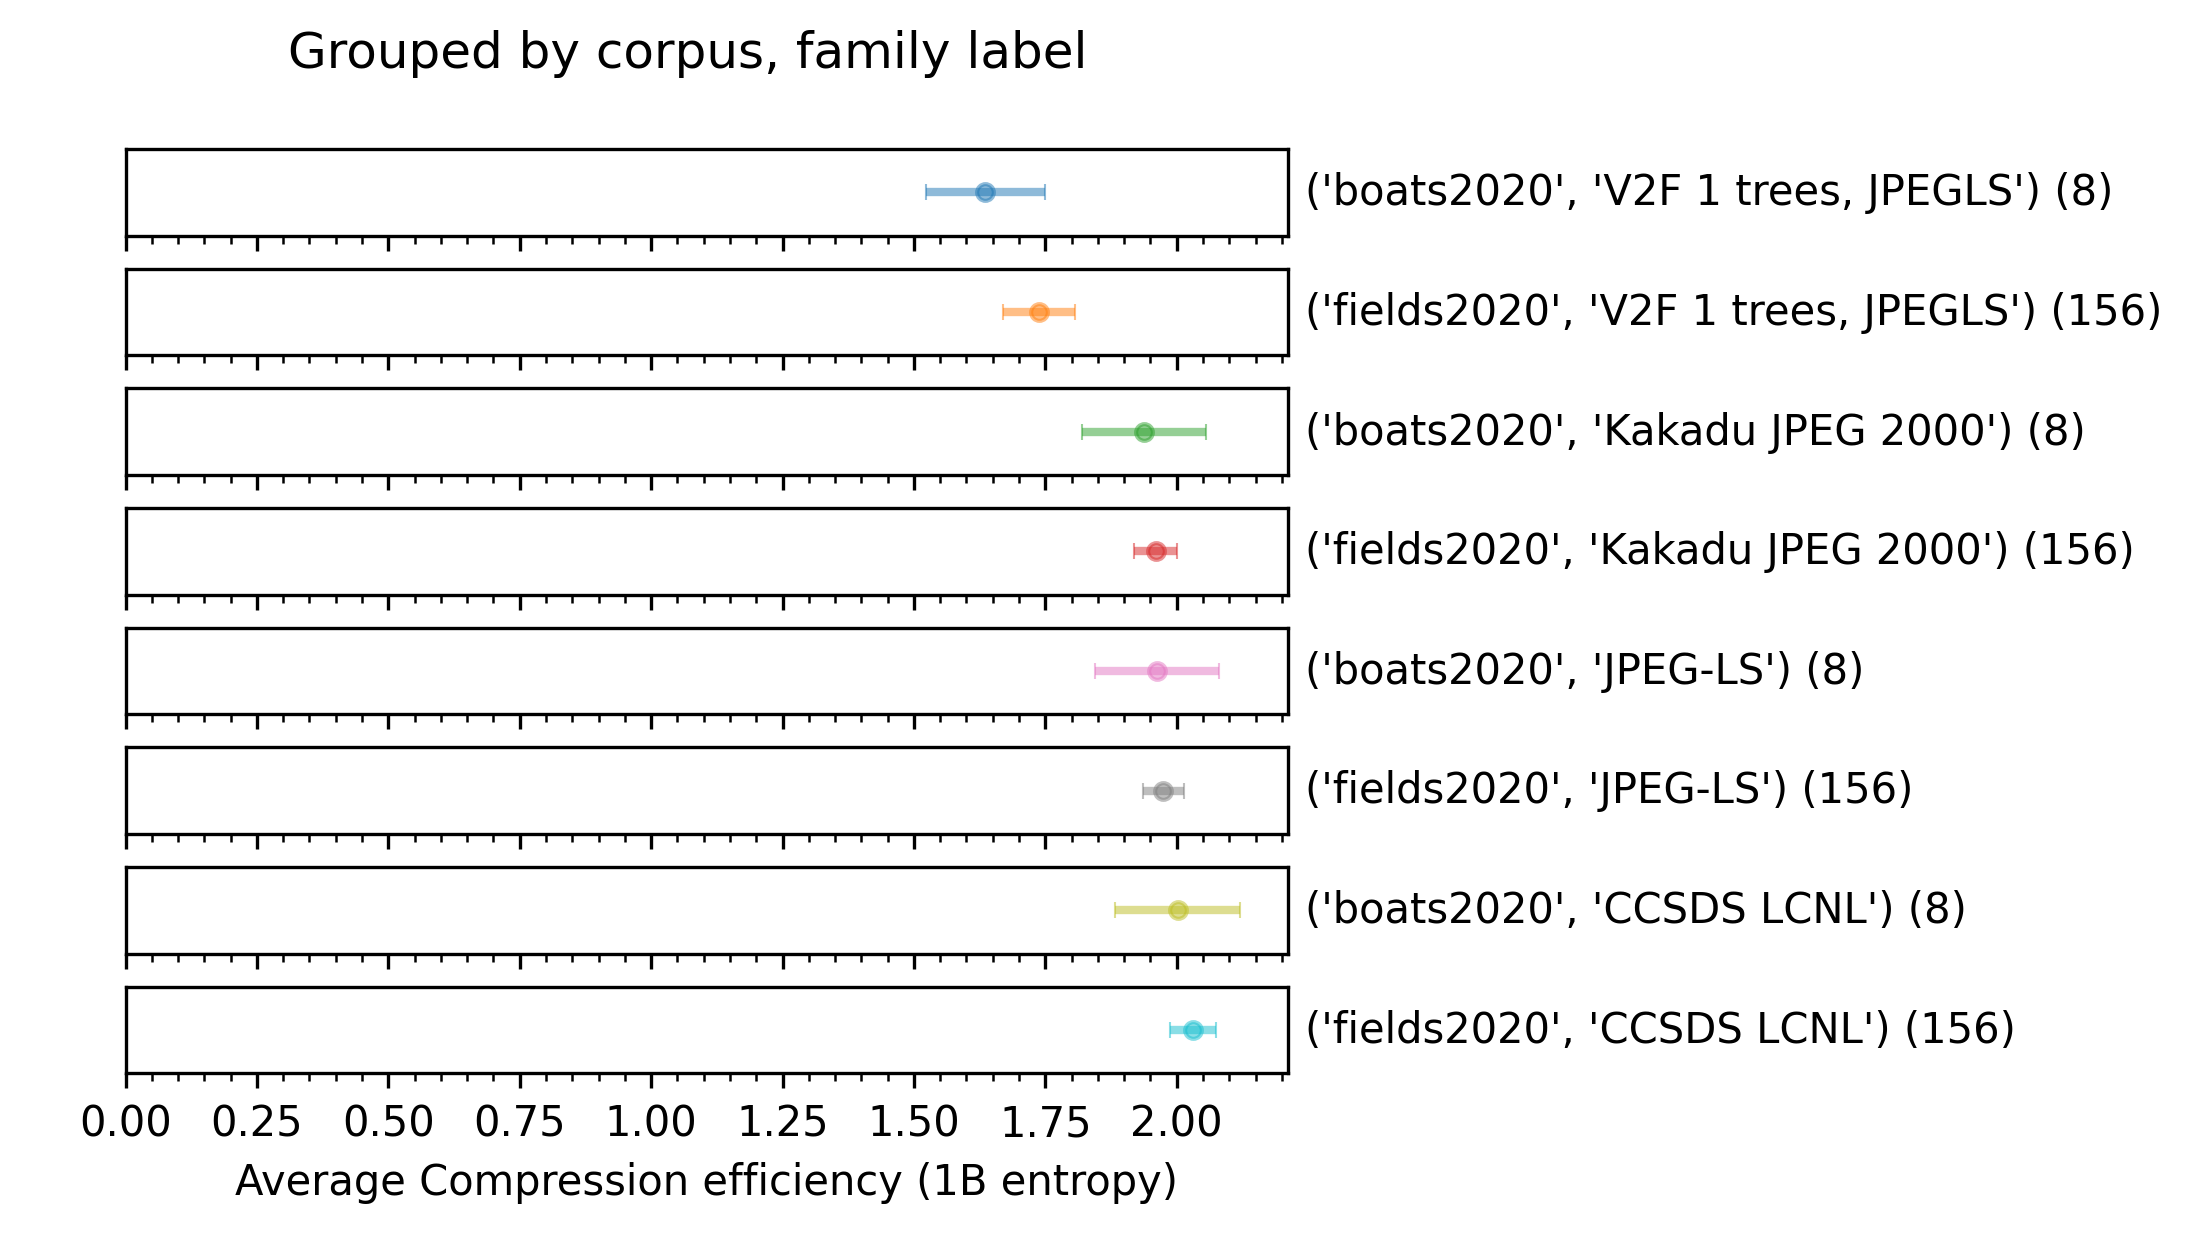 Grouped by corpus, family label
('boats2020', 'V2F 1 trees, JPEGLS') (8)
('fields2020', 'V2F 1 trees, JPEGLS') (156)
('boats2020', 'Kakadu JPEG 2000') (8)
('fields2020', 'Kakadu JPEG 2000') (156)
('boats2020', 'JPEG-LS') (8)
('fields2020', 'JPEG-LS') (156)
('boats2020', 'CCSDS LCNL') (8)
('fields2020', 'CCSDS LCNL') (156)
0.00 0.25 0.50 0.75 1.00 1.25 1.50 1.75 2.00
Average Compression efficiency (1B entropy)